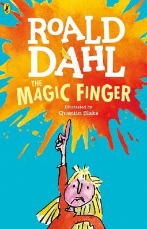 ROALD
DAHL
THE
MAGIC FINGER
Illustrated by
Quentin Blake